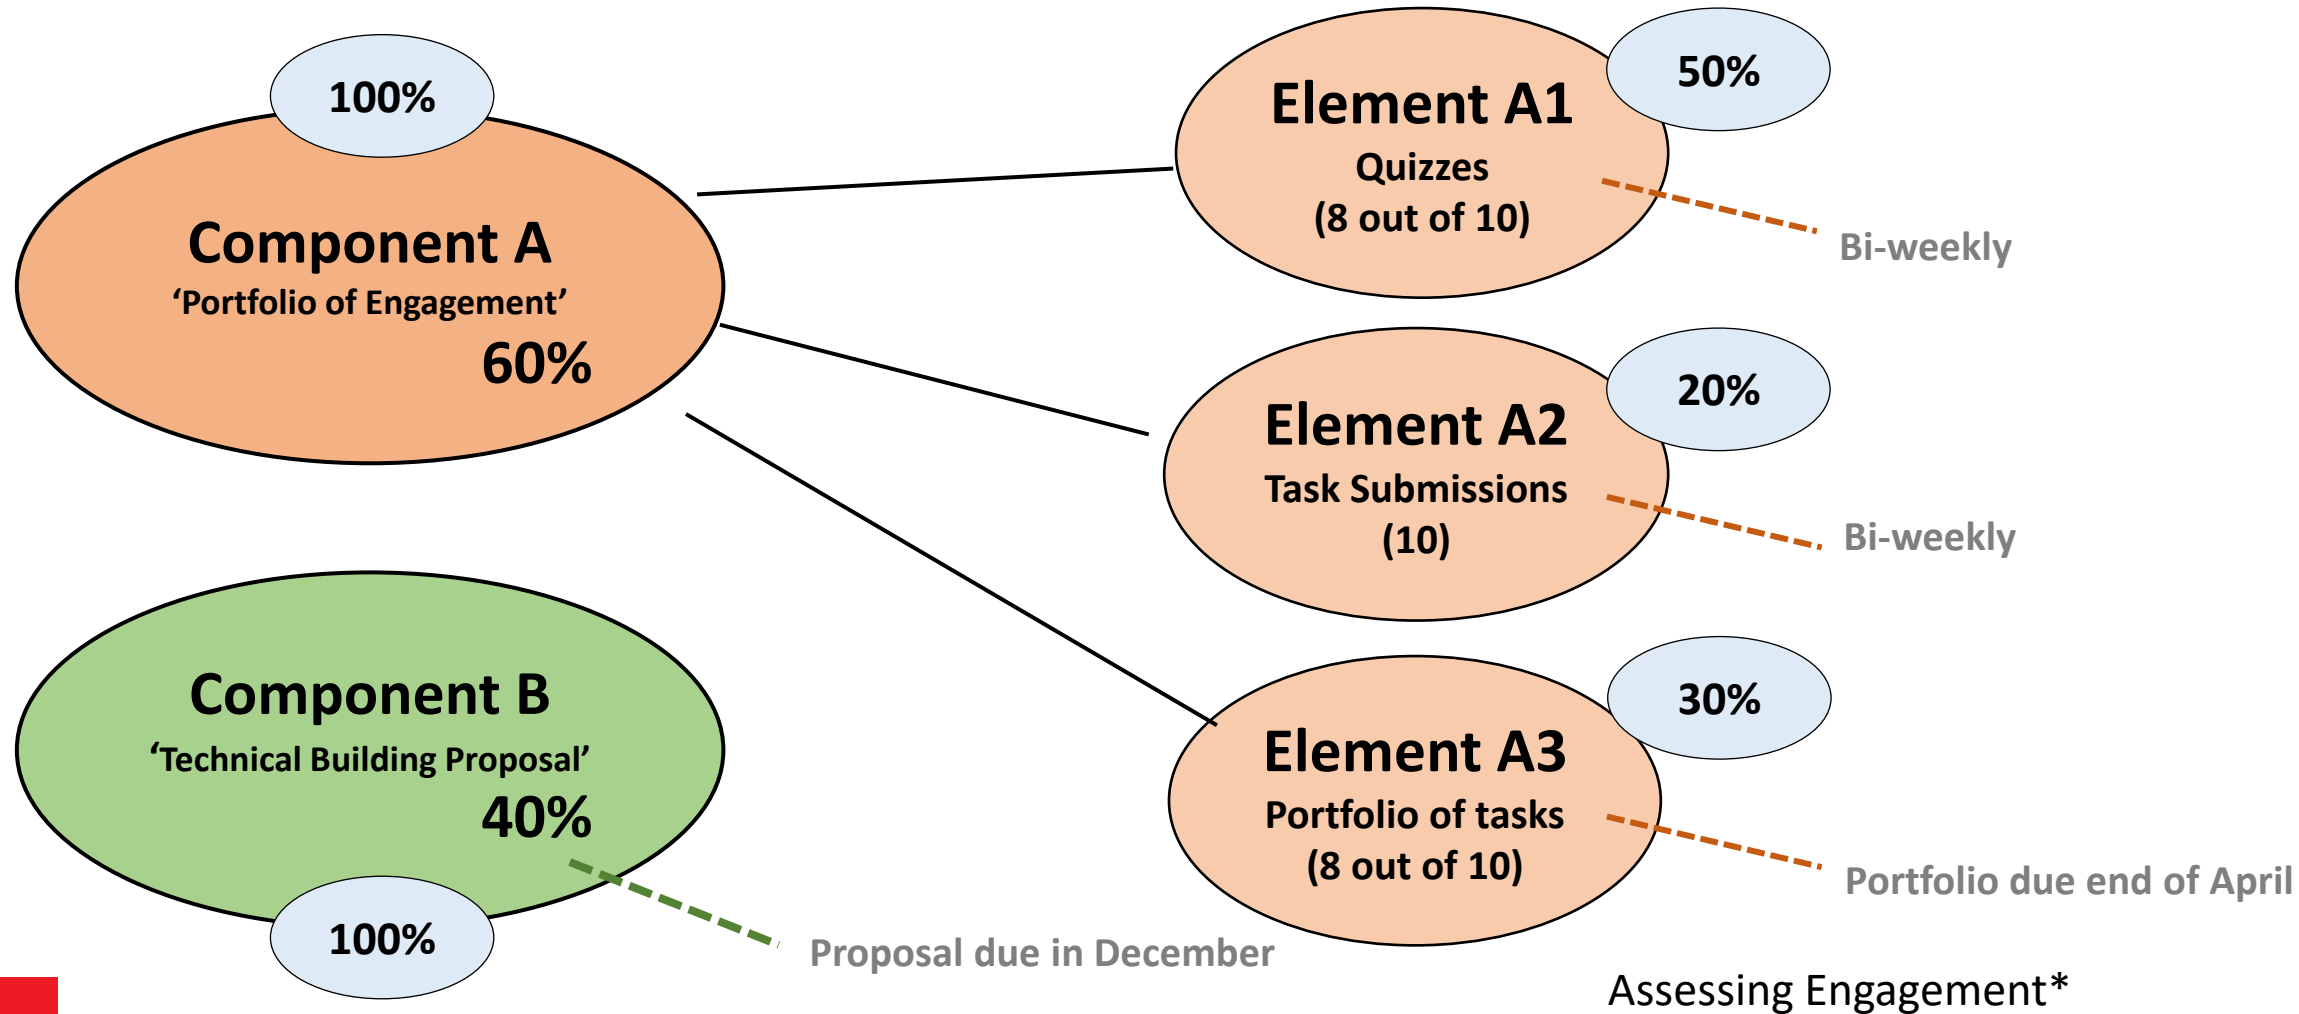 100%
Component A
‘Portfolio of Engagement’
60%
Element A1
Quizzes
(8 out of 10)
50%
Bi-weekly
Element A2
Task Submissions
(10)
20%
Bi-weekly
Component B
‘Technical Building Proposal’
40%
100%
Proposal due in December
Element A3
Portfolio of tasks
(8 out of 10)
30%
Portfolio due end of April
Assessing Engagement*